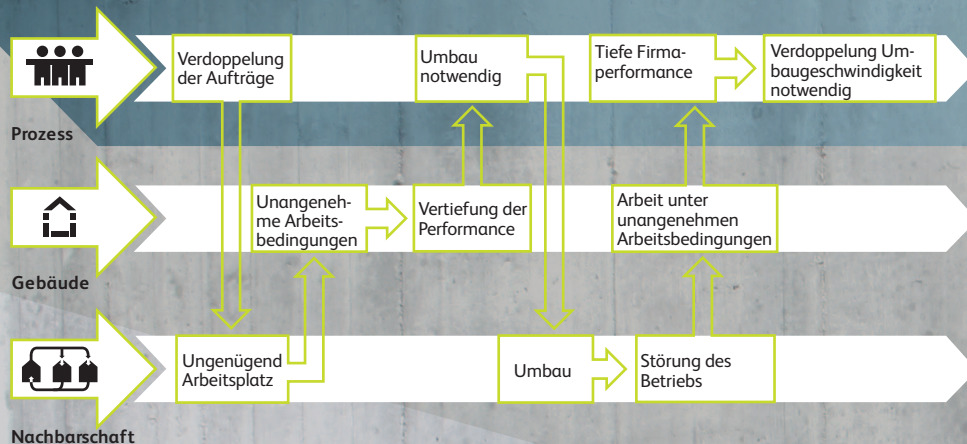 Verdoppelung
der Aufträge
Umbau
notwendig
Tiefe Firma-
performance
Verdoppelung Um-
baugeschwindigkeit
notwendig
Prozess
Unangeneh-
me Arbeits-
bedingungen
Vertiefung der
Performance
Arbeit unter
unangenehmen
Arbeitsbedingungen
Gebäude
Ungenügend
Arbeitsplatz
Umbau
Störung des
Betriebs
Nachbarschaft